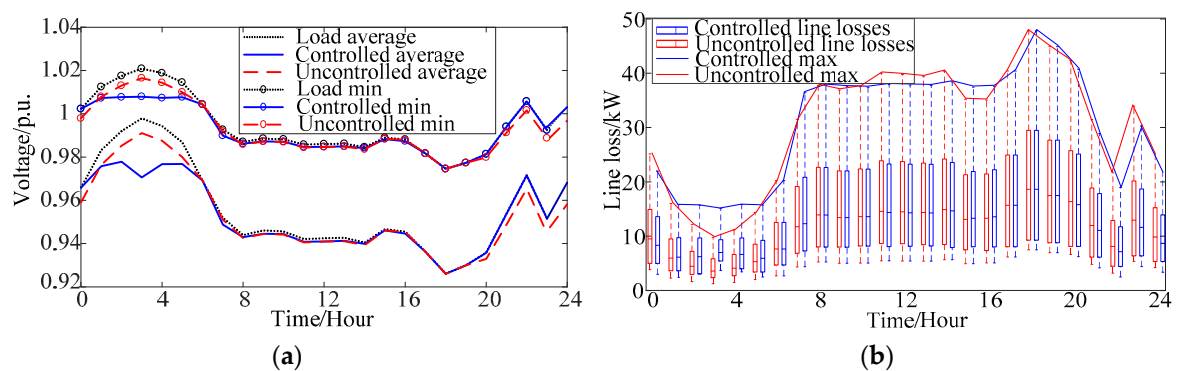 1.04
1.02
1
0.98
0.96
0.94
0.92
Voltage/p.u.
Load average
Controlled average
Uncontrolled average
Load min
Controlled min
Uncontrolled min
0 4 8 12 16 20 24
Time/Hour
(a)
50
40
30
20
10
0
Line loss/kW
Controlled line losses
Uncontrolled line losses
Controlled max
Uncontrolled max
0 4 8 12 16 20 24
Time/Hour
(b)